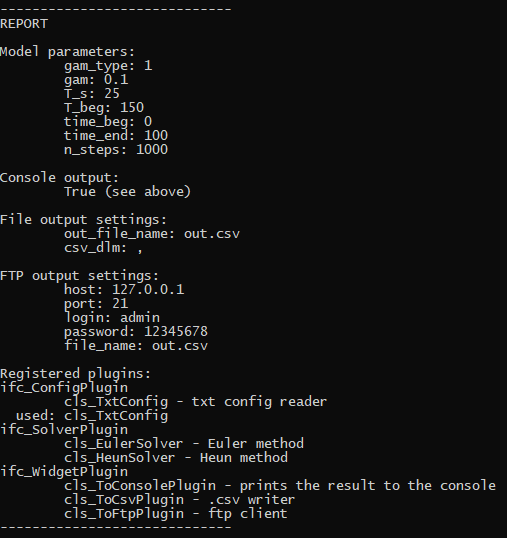 -----------------------------
REPORT
Model parameters:
gam_type: 1
gam: 0.1
T_s: 25
T_beg: 150
time_beg: 0
time_end: 100
n_steps: 1000
Console output:
True (see above)
File output settings:
out_file_name: out.csv
csv_dlm: ,
FTP output settings:
host: 127.0.0.1
port: 21
login: admin
password: 12345678
file_name: out.csv
Registered plugins:
ifc_ConfigPlugin
cls_TxtConfig - txt config reader
used: cls_TxtConfig
ifc_SolverPlugin
cls_EulerSolver - Euler method
cls_HeunSolver - Heun method
ifc_WidgetPlugin
cls_ToConsolePlugin - prints the result to the console
cls_ToCsvPlugin - .csv writer
cls_ToFtpPlugin - ftp client
-----------------------------